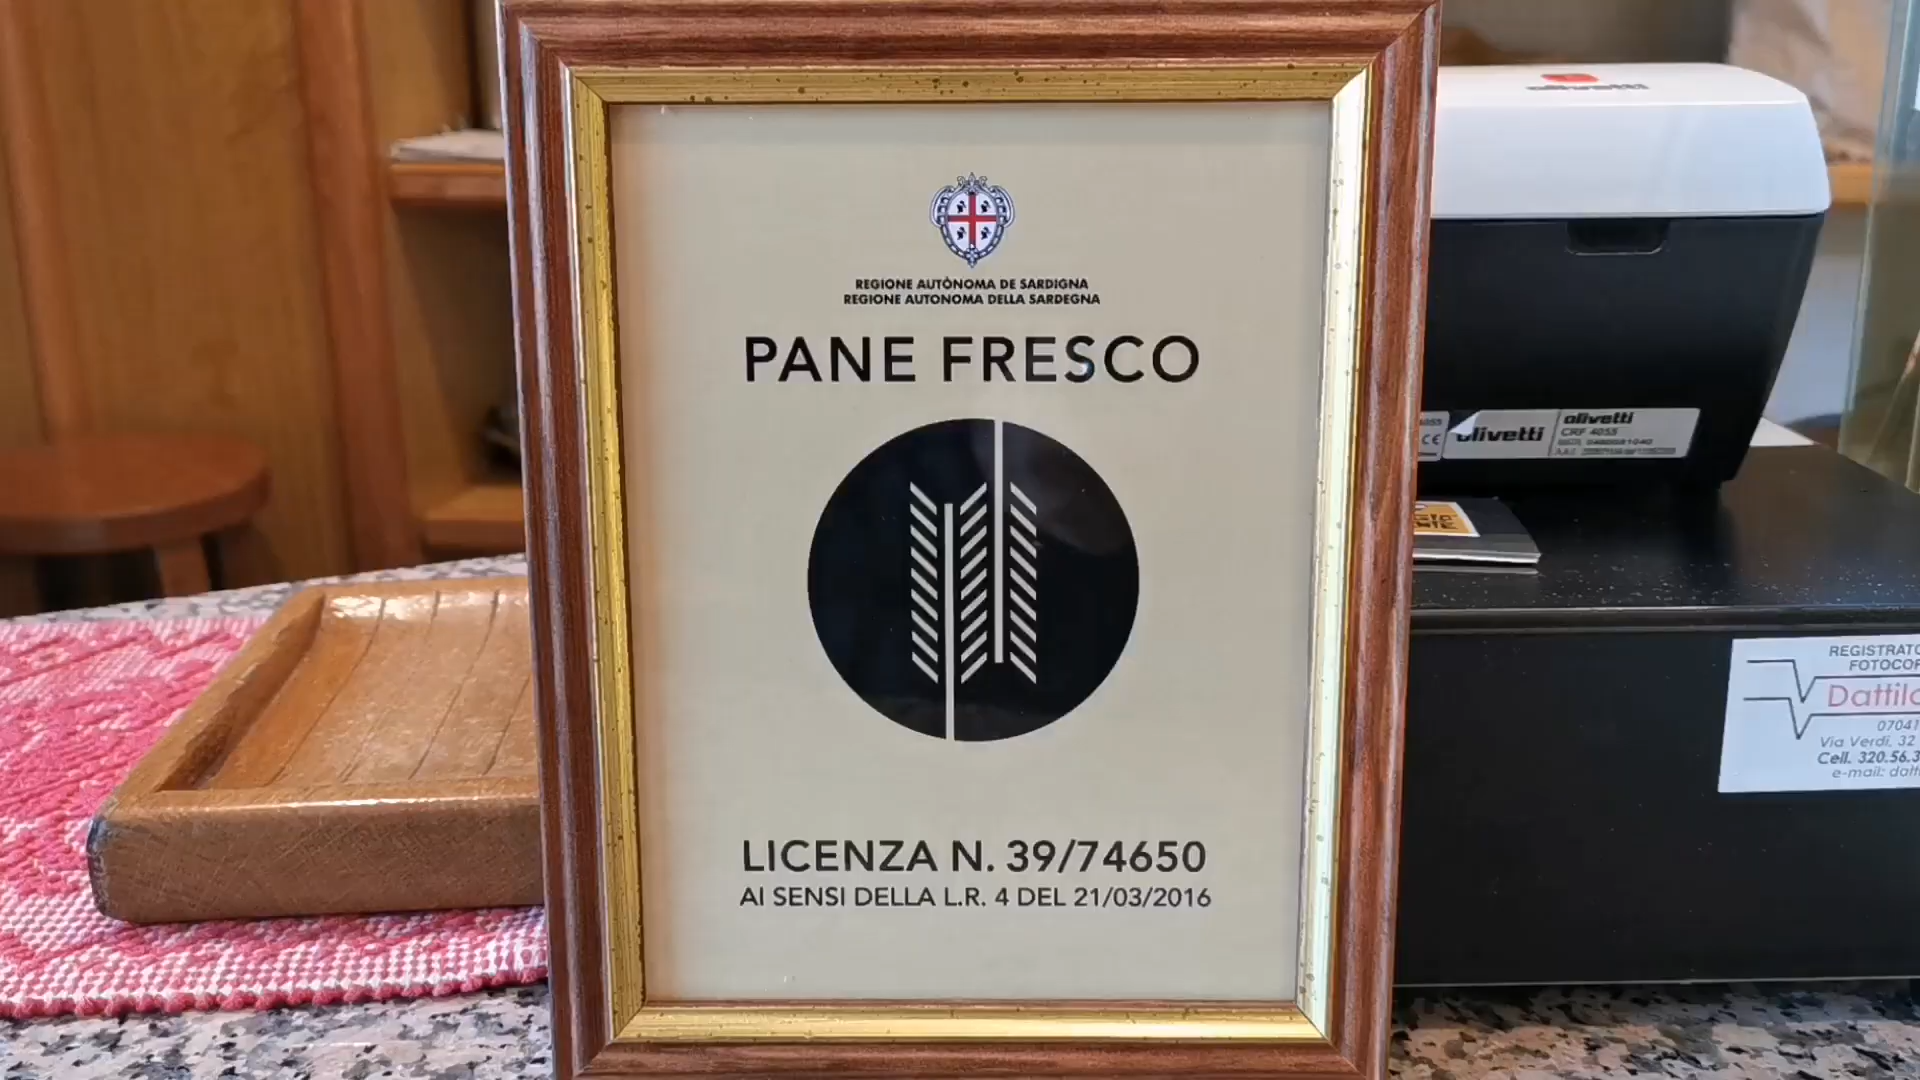 REGIONE AUTÒNOMA DE SARDIGNA
REGIONE AUTONOMA DELLA SARDEGNA
PANE FRESCO
LICENZA N. 39/74650
AI SENSI DELLA L.R. 4 DEL 21/03/2016
olivetti
olivetti
olivetti
CRF 4055
REGISTRATO
FOTOCOP
Dattilo
07041
Via Verdi, 32
Cell. 320.56.3
e-mail: datt